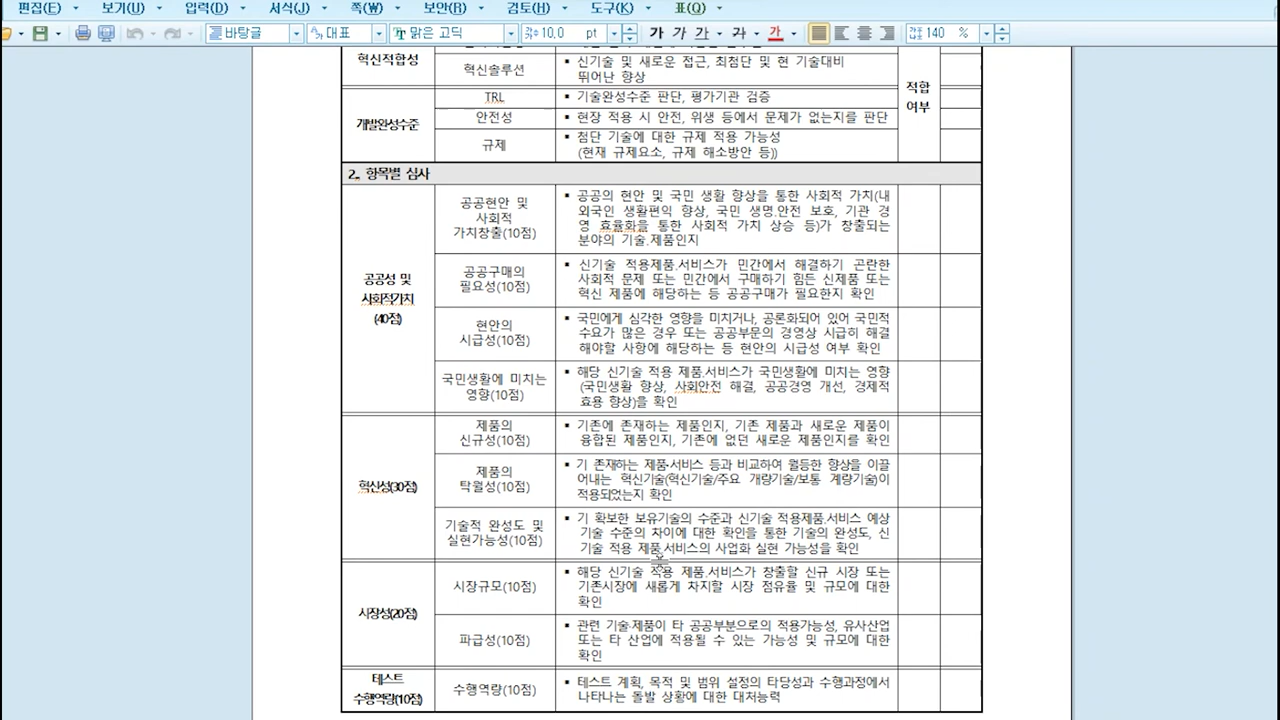 편집(E) 보기(U) 입력(D) 서식(J) 쪽(W) 보안(B) 검토(H) 도구(K) 표(Q)
바탕글 대표 맑은 고딕 10.0 pt 가 가 가 가 가 140 %
혁신적합성
혁신솔루션
▪ 신기술 및 새로운 접근, 최첨단 및 현 기술대비
뛰어난 향상
적합
여부
개발완성수준
TRL
▪ 기술완성수준 판단, 평가기관 검증
안전성
▪ 현장 적용 시 안전, 위생 등에서 문제가 없는지를 판단
규제
▪ 첨단 기술에 대한 규제 적용 가능성
(현재 규제요소, 규제 해소방안 등))
2. 항목별 심사
공공성 및
사회적가치
(40점)
공공현안 및
사회적
가치창출(10점)
▪ 공공의 현안 및 국민 생활 향상을 통한 사회적 가치(내
외국인 생활편익 향상, 국민 생명.안전 보호, 기관 경
영 효율화을 통한 사회적 가치 상승 등)가 창출되는
분야의 기술.제품인지
공공구매의
필요성(10점)
▪ 신기술 적용제품.서비스가 민간에서 해결하기 곤란한
사회적 문제 또는 민간에서 구매하기 힘든 신제품 또는
혁신 제품에 해당하는 등 공공구매가 필요한지 확인
현안의
시급성(10점)
▪ 국민에게 심각한 영향을 미치거나, 공론화되어 있어 국민적
수요가 많은 경우 또는 공공부문의 경영상 시급히 해결
해야할 사항에 해당하는 등 현안의 시급성 여부 확인
국민생활에 미치는
영향(10점)
▪ 해당 신기술 적용 제품.서비스가 국민생활에 미치는 영향
(국민생활 향상, 사회안전 해결, 공공경영 개선, 경제적
효용 향상)을 확인
혁신성(30점)
제품의
신규성(10점)
▪ 기존에 존재하는 제품인지, 기존 제품과 새로운 제품이
융합된 제품인지, 기존에 없던 새로운 제품인지를 확인
제품의
탁월성(10점)
▪ 기 존재하는 제품·서비스 등과 비교하여 월등한 향상을 이끌
어내는 혁신기술(혁신기술/주요 개량기술/보통 계량기술)이
적용되었는지 확인
기술적 완성도 및
실현가능성(10점)
▪ 기 확보한 보유기술의 수준과 신기술 적용제품.서비스 예상
기술 수준의 차이에 대한 확인을 통한 기술의 완성도, 신
기술 적용 제품.서비스의 사업화 실현 가능성을 확인
시장성(20점)
시장규모(10점)
▪ 해당 신기술 적용 제품.서비스가 창출할 신규 시장 또는
기존시장에 새롭게 차지할 시장 점유율 및 규모에 대한
확인
파급성(10점)
▪ 관련 기술·제품이 타 공공부분으로의 적용가능성, 유사산업
또는 타 산업에 적용될 수 있는 가능성 및 규모에 대한
확인
테스트
수행역량(10점)
수행역량(10점)
▪ 테스트 계획, 목적 및 범위 설정의 타당성과 수행과정에서
나타나는 돌발 상황에 대한 대처능력